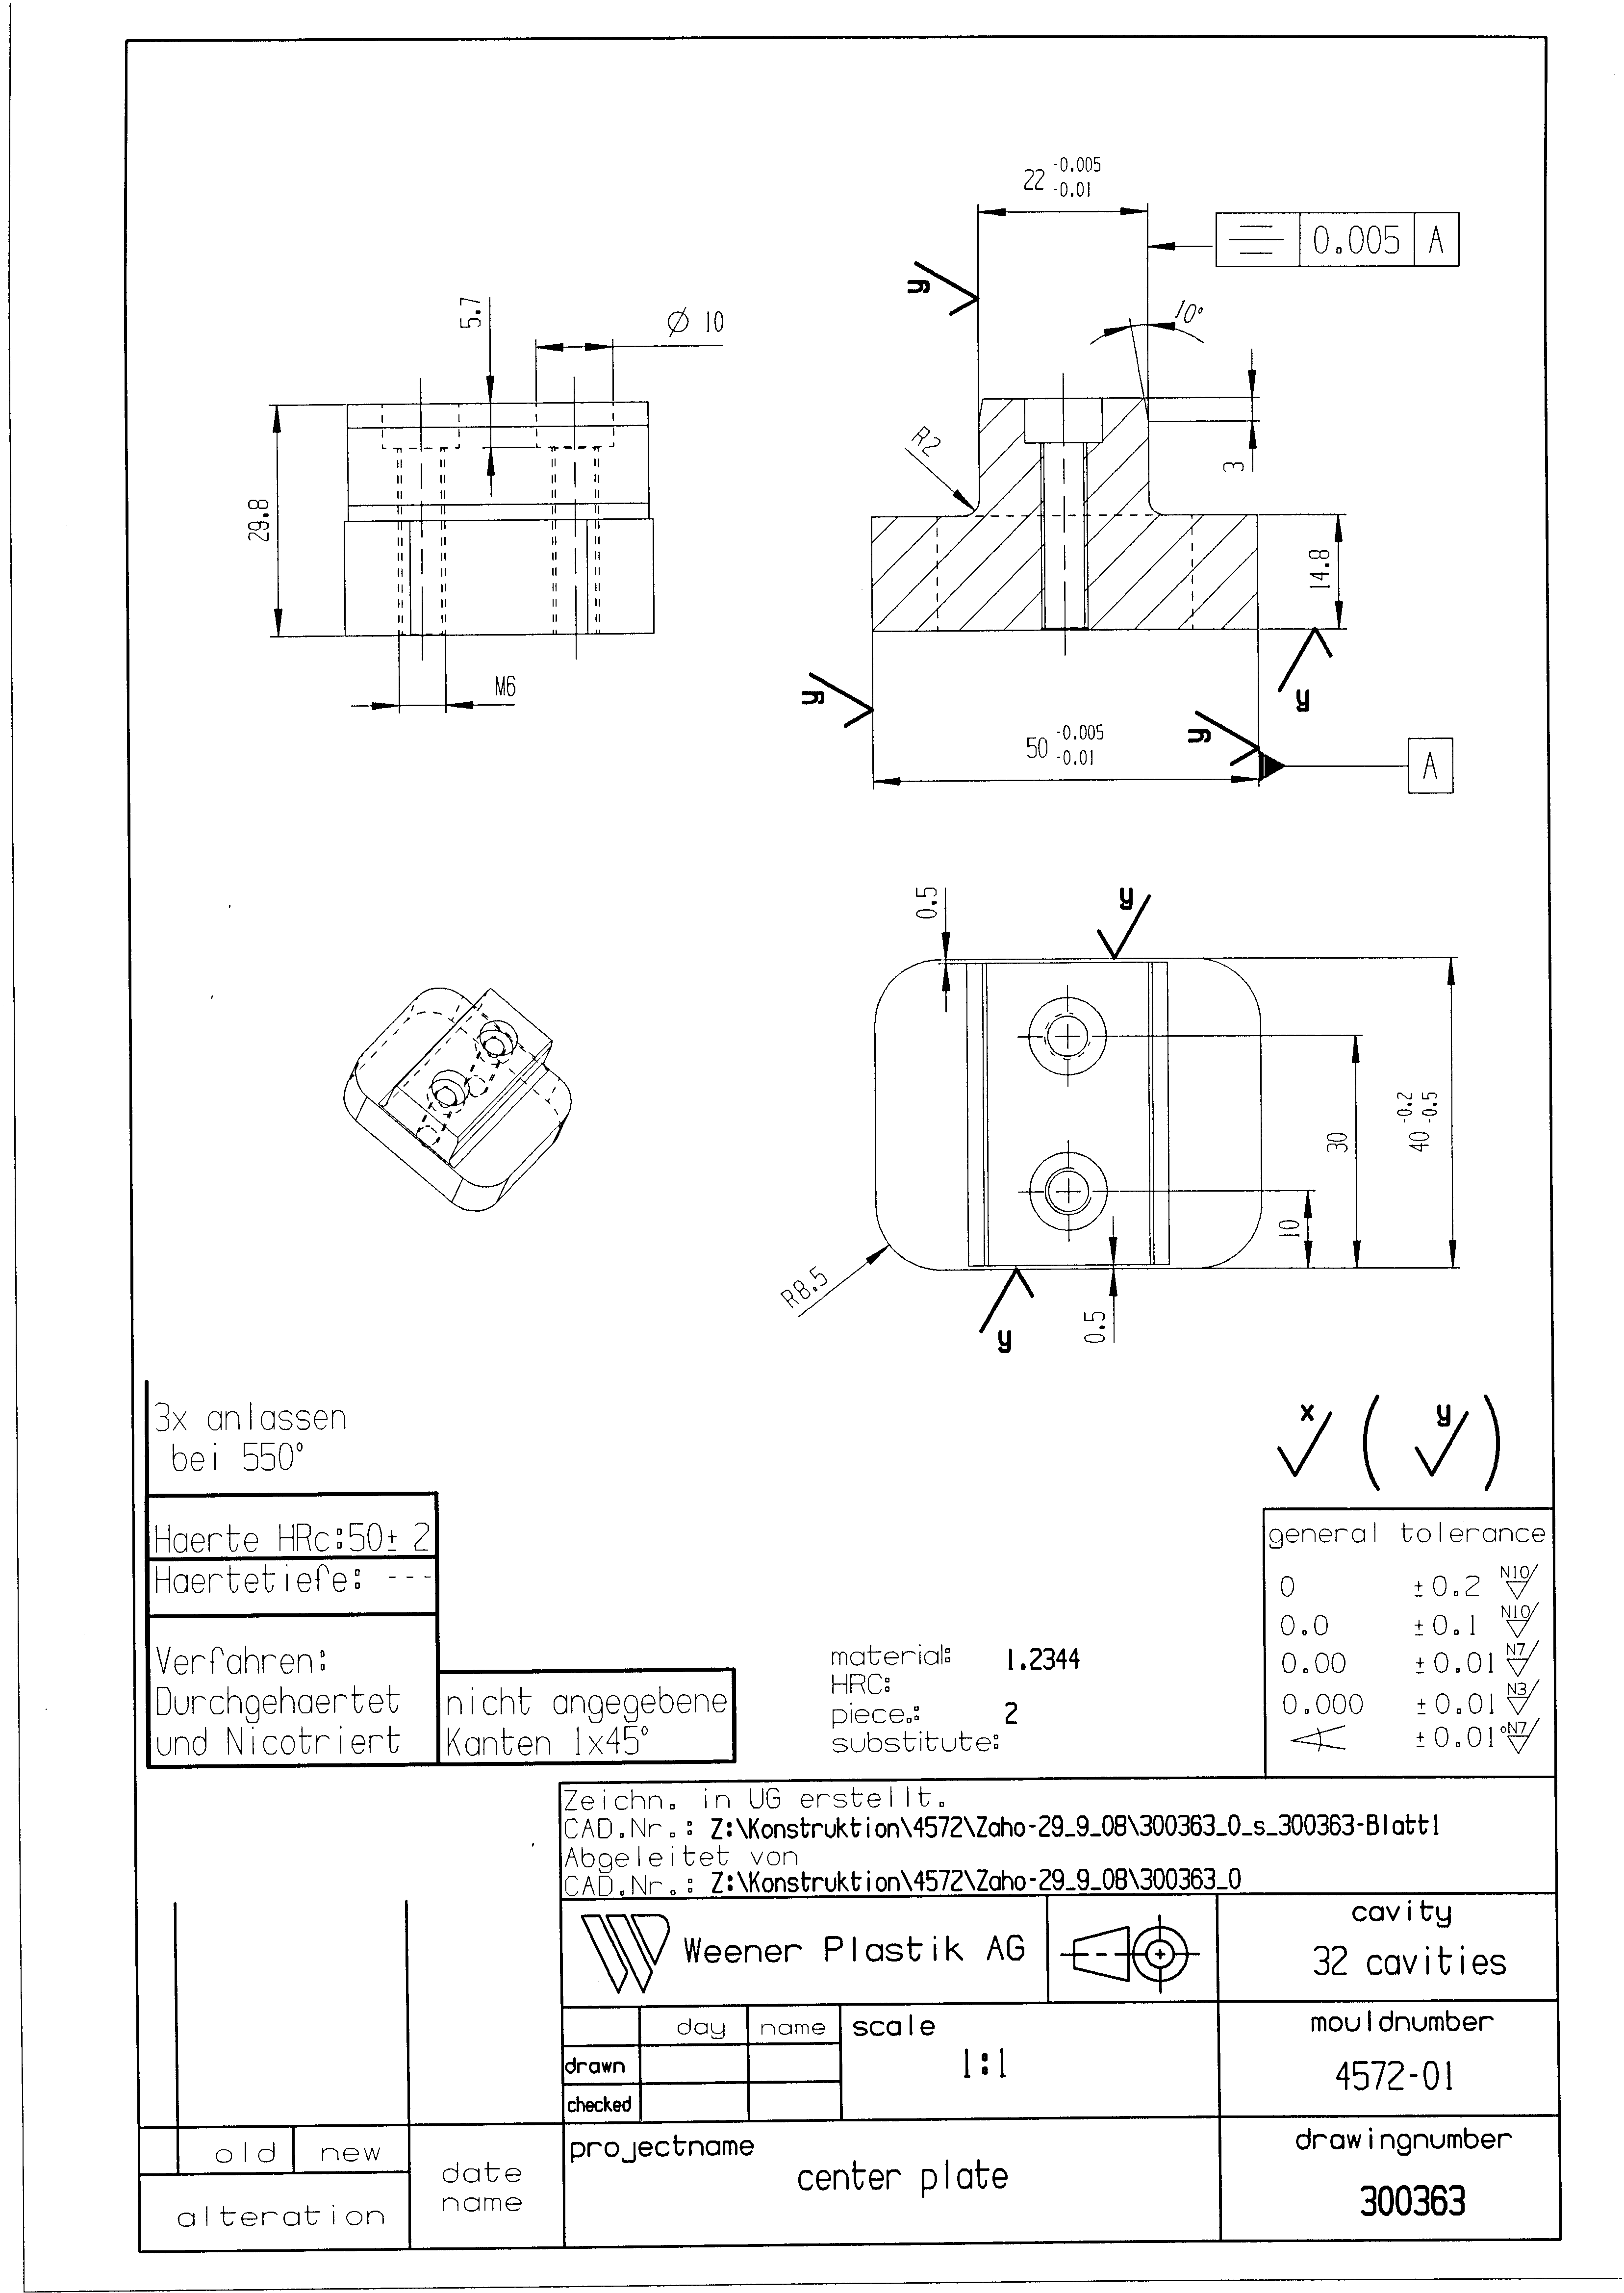 22 -0.005
-0.01
0.005 A
y
10°
5.7
Ø 10
R2
3
29.8
14.8
M6
y
y
y
50 -0.005
-0.01
A
0.5
y
30
40 -0.2
-0.5
10
R8.5
y
0.5
3x anlassen
bei 550°
x ( y )
Haerte HRc:50± 2
Haertetiefe: ---
Verfahren:
Durchgehaertet
und Nicotriert
nicht angegebene
Kanten 1x45°
material: 1.2344
HRC:
piece.: 2
substitute:
general tolerance
0 ±0.2 N10
0.0 ±0.1 N10
0.00 ±0.01 N7
0.000 ±0.01 N3
±0.01° N7
Zeichn. in UG erstellt.
CAD.Nr.: Z:\Konstruktion\4572\Zaho-29_9_08\300363_0_s_300363-Blatt1
Abgeleitet von
CAD.Nr.: Z:\Konstruktion\4572\Zaho-29_9_08\300363_0
Weener Plastik AG
cavity
32 cavities
day name
drawn
checked
scale
1:1
mouldnumber
4572-01
old new
alteration
date
name
projectname
center plate
drawingnumber
300363